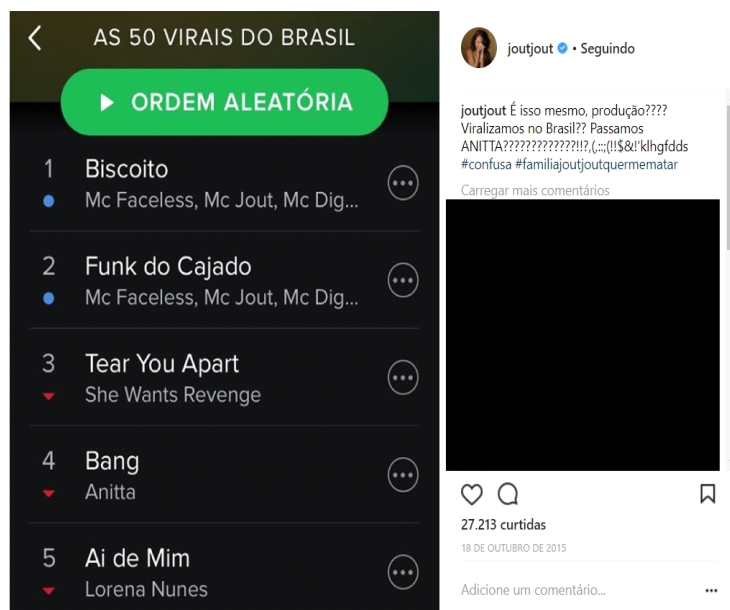 AS 50 VIRAIS DO BRASIL
ORDEM ALEATÓRIA
1 Biscoito
Mc Faceless, Mc Jout, Mc Dig...
2 Funk do Cajado
Mc Faceless, Mc Jout, Mc Dig...
3 Tear You Apart
She Wants Revenge
4 Bang
Anitta
5 Ai de Mim
Lorena Nunes
joutjout • Seguindo
joutjout É isso mesmo, produção????
Viralizamos no Brasil?? Passamos
ANITTA?????????????!!?,(,::;(!!$&!'klhgfdds
#confusa #familiajoutjoutquermematar
Carregar mais comentários
27.213 curtidas
18 DE OUTUBRO DE 2015
Adicione um comentário...